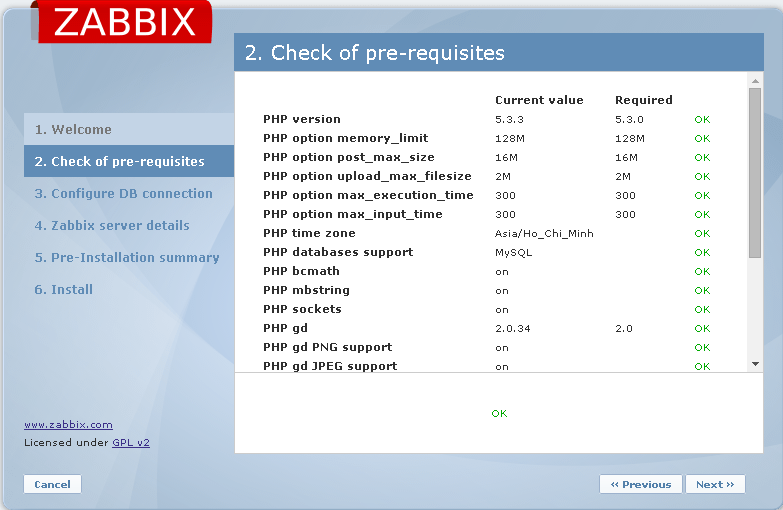 ZABBIX
2. Check of pre-requisites
1. Welcome
2. Check of pre-requisites
3. Configure DB connection
4. Zabbix server details
5. Pre-Installation summary
6. Install
Current value Required
PHP version 5.3.3 5.3.0 OK
PHP option memory_limit 128M 128M OK
PHP option post_max_size 16M 16M OK
PHP option upload_max_filesize 2M 2M OK
PHP option max_execution_time 300 300 OK
PHP option max_input_time 300 300 OK
PHP time zone Asia/Ho_Chi_Minh OK
PHP databases support MySQL OK
PHP bcmath on OK
PHP mbstring on OK
PHP sockets on OK
PHP gd 2.0.34 2.0 OK
PHP gd PNG support on OK
PHP gd JPEG support on OK
OK
www.zabbix.com
Licensed under GPL v2
Cancel
« Previous
Next »